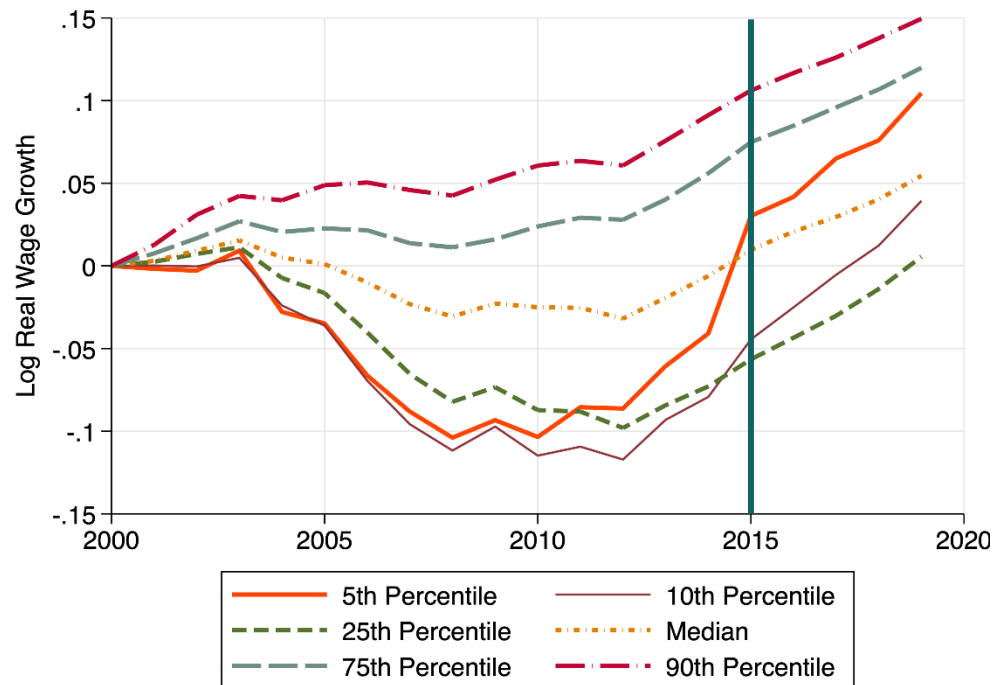 Log Real Wage Growth
.15
.1
.05
0
-.05
-.1
-.15
2000 2005 2010 2015 2020
5th Percentile 10th Percentile
25th Percentile Median
75th Percentile 90th Percentile